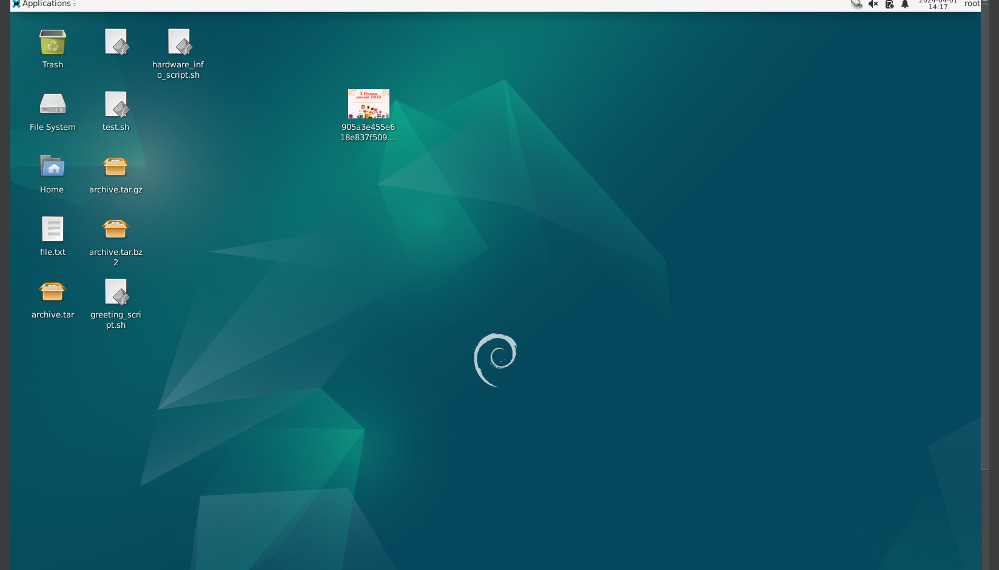 Applications
2024-04-01
14:17
root
Trash
hardware_inf
o_script.sh
З Новим
роком 2023
File System
test.sh
905a3e455e6
18e837f509...
Home
archive.tar.gz
file.txt
archive.tar.bz
2
archive.tar
greeting_scri
pt.sh